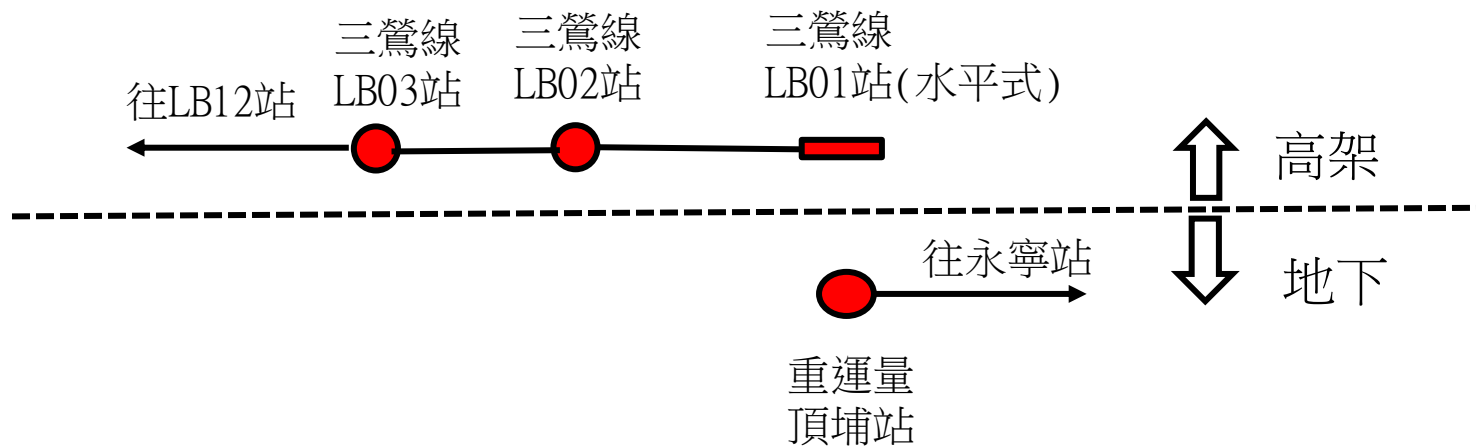 三鶯線
LB03站
三鶯線
LB02站
三鶯線
LB01站(水平式)
往LB12站
高架
往永寧站
地下
重運量
頂埔站